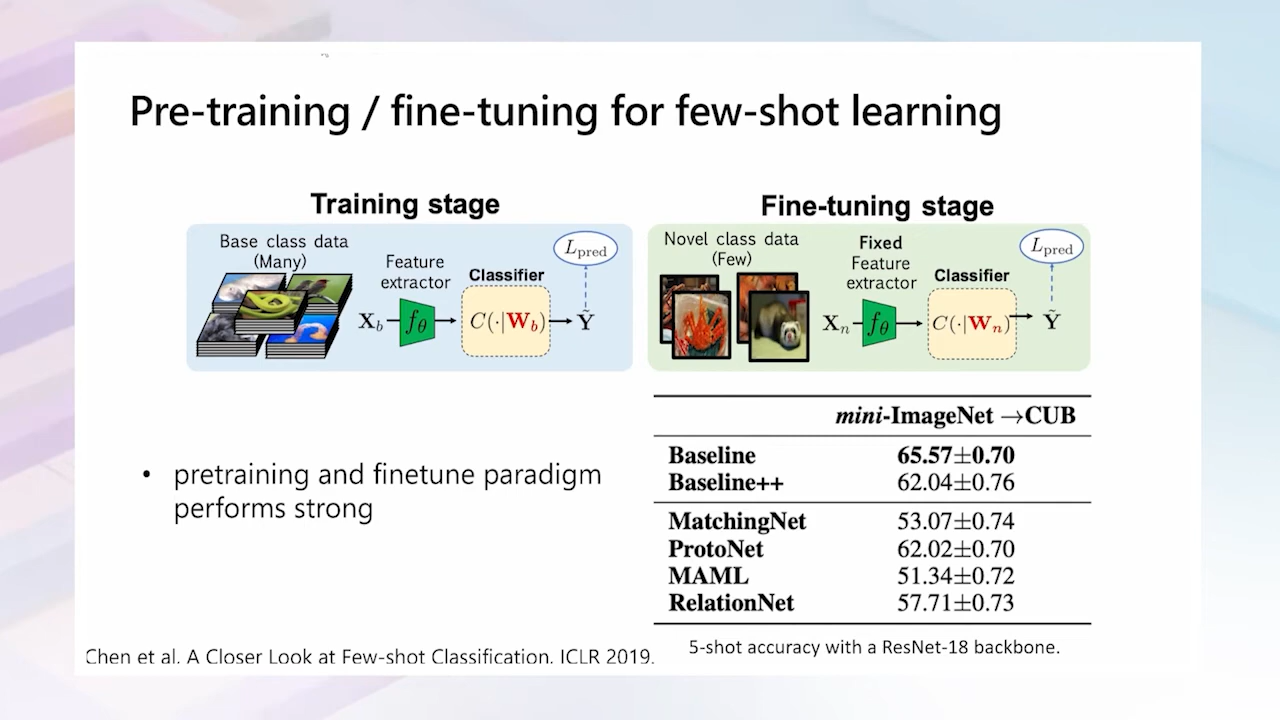 Pre-training / fine-tuning for few-shot learning
Training stage
Base class data
(Many)
Feature
extractor
Classifier
L_pred
X_b
f_θ
C(·|W_b)
Ỹ
Fine-tuning stage
Novel class data
(Few)
Fixed
Feature
extractor
Classifier
L_pred
X_n
f_θ
C(·|W_n)
Ỹ
• pretraining and finetune paradigm
performs strong
mini-ImageNet →CUB
Baseline 65.57±0.70
Baseline++ 62.04±0.76
MatchingNet 53.07±0.74
ProtoNet 62.02±0.70
MAML 51.34±0.72
RelationNet 57.71±0.73
5-shot accuracy with a ResNet-18 backbone.
Chen et al. A Closer Look at Few-shot Classification. ICLR 2019.